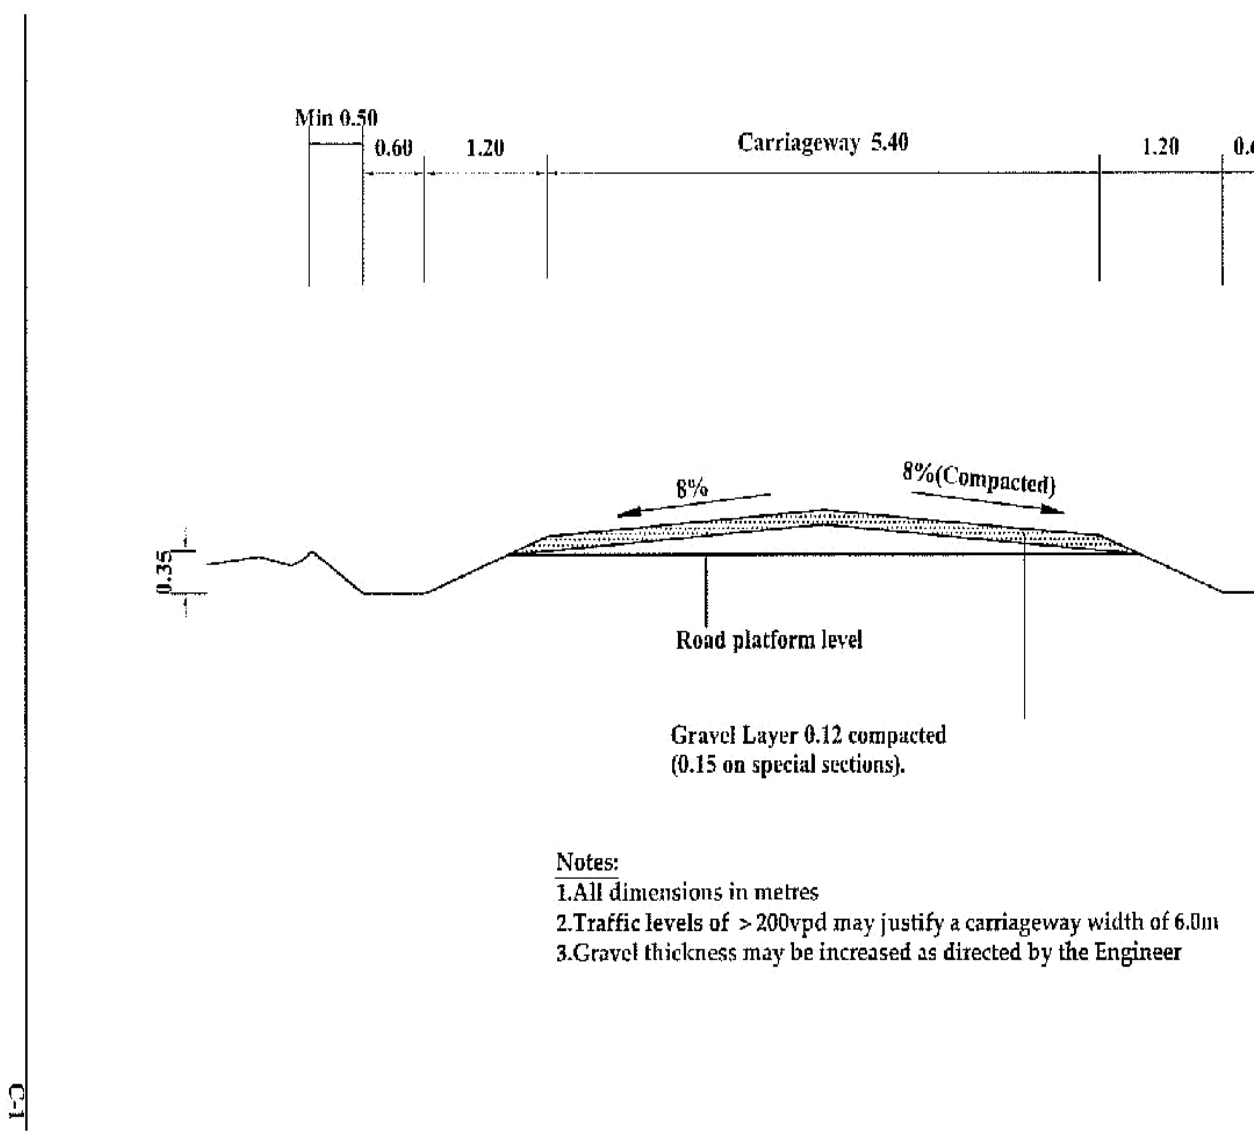 Min 0.50
0.60
1.20
Carriageway 5.40
1.20
0.6
8%
8%(Compacted)
0.35
Road platform level
Gravel Layer 0.12 compacted
(0.15 on special sections).
Notes:
1.All dimensions in metres
2.Traffic levels of >200vpd may justify a carriageway width of 6.0m
3.Gravel thickness may be increased as directed by the Engineer
C-1